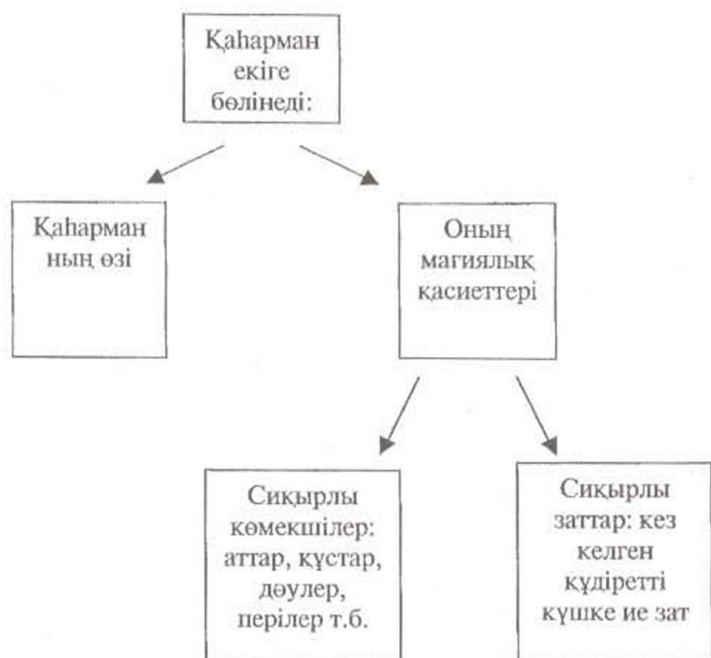 Қаһарман
екіге
бөлінеді:
Қаһарман
ның өзі
Оның
магиялық
қасиеттері
Сиқырлы
көмекшілер:
аттар, құстар,
дәулер,
перілер т.б.
Сиқырлы
заттар: кез
келген
құдіретті
күшке ие зат